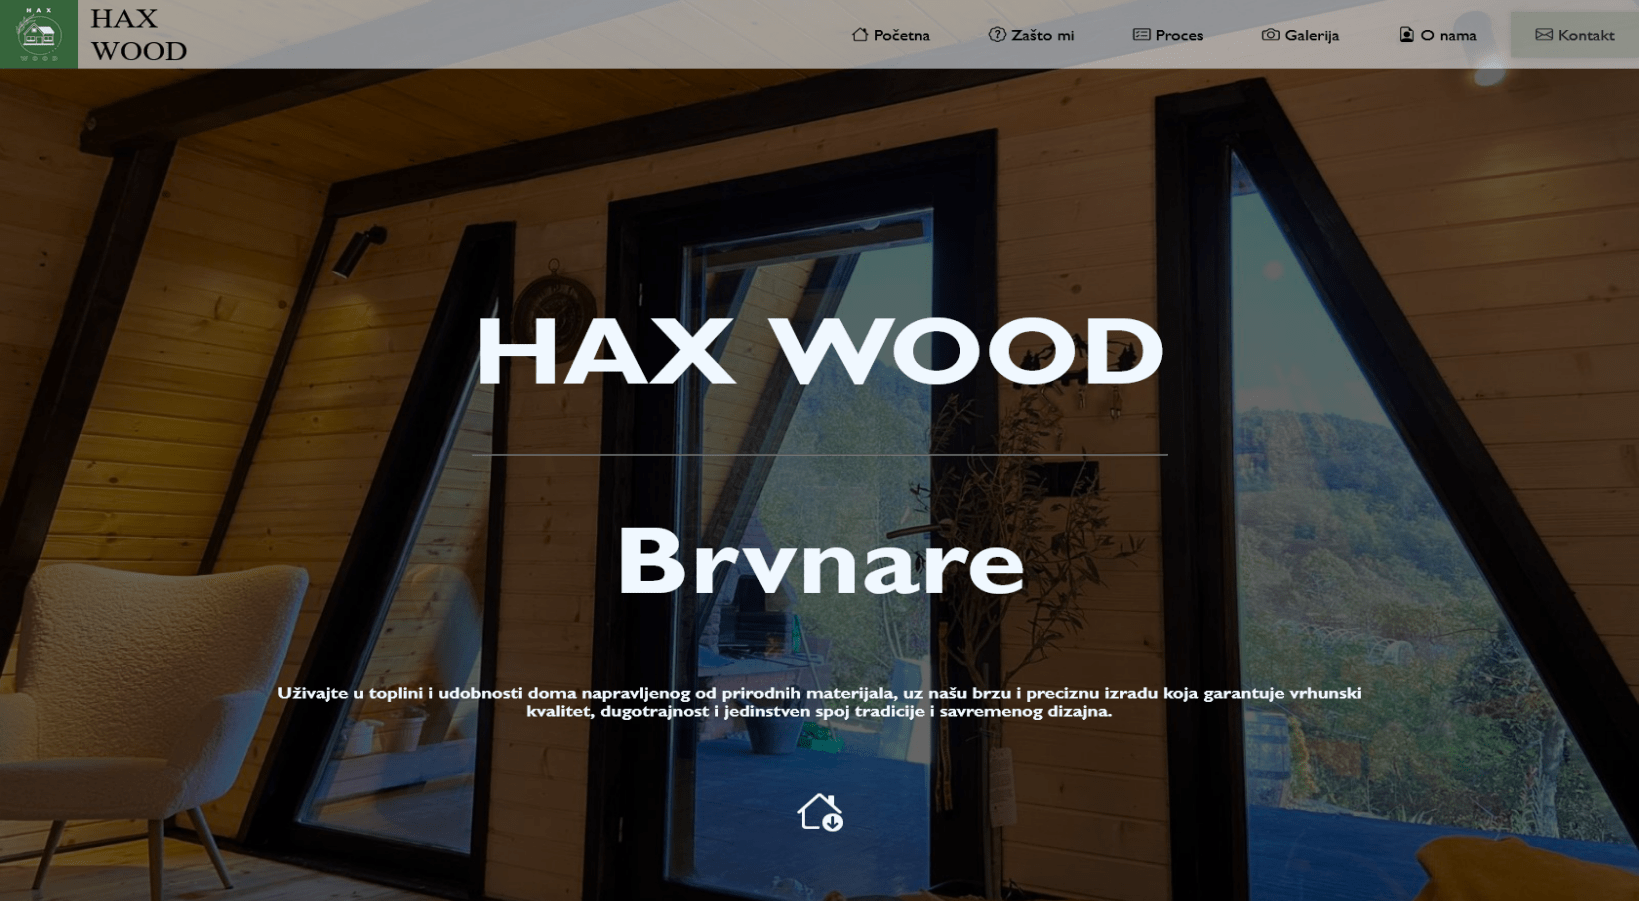 HAX
WOOD
HAX
WOOD
Početna
Zašto mi
Proces
Galerija
O nama
Kontakt
HAX WOOD
Brvnare
Uživajte u toplini i udobnosti doma napravljenog od prirodnih materijala, uz našu brzu i preciznu izradu koja garantuje vrhunski
kvalitet, dugotrajnost i jedinstven spoj tradicije i savremenog dizajna.